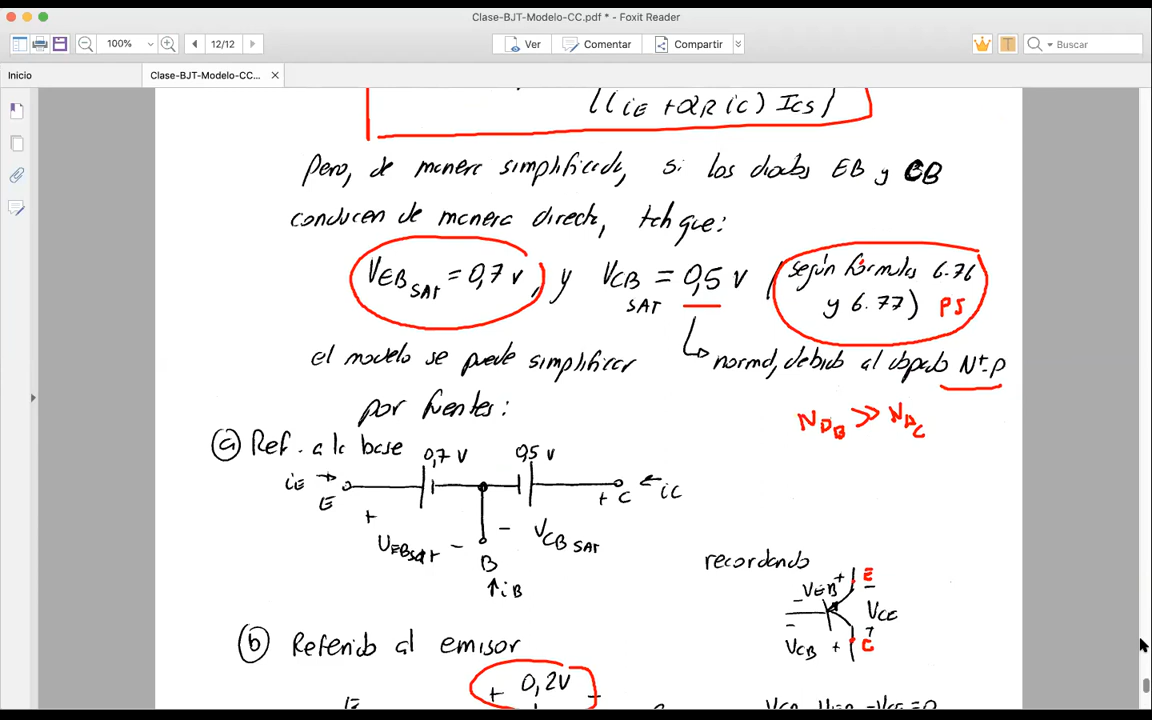 Clase-BJT-Modelo-CC.pdf * - Foxit Reader
100%
12/12
Ver
Comentar
Compartir
T
Buscar
Inicio
Clase-BJT-Modelo-CC...
((iE + αR iC) ICS)
Pero, de manera simplificada, si los diodos EB y CB
conducen de manera directa, tal que:
VEB SAT = 0,7 V, y VCB SAT = 0,5 V (según fórmulas 6.76
y 6.77) PS
el modelo se puede simplificar
normal, debido al dopado N+-P
por fuentes:
a Ref. a la base
0,7 V 0,5 V
iE → E
+ C ← iC
+ VEBSAT -
- VCB SAT
B
↑ iB
recordando
E
- VEB +
- VCE +
- VCB + C
b Referido al emisor
+ 0,2V -